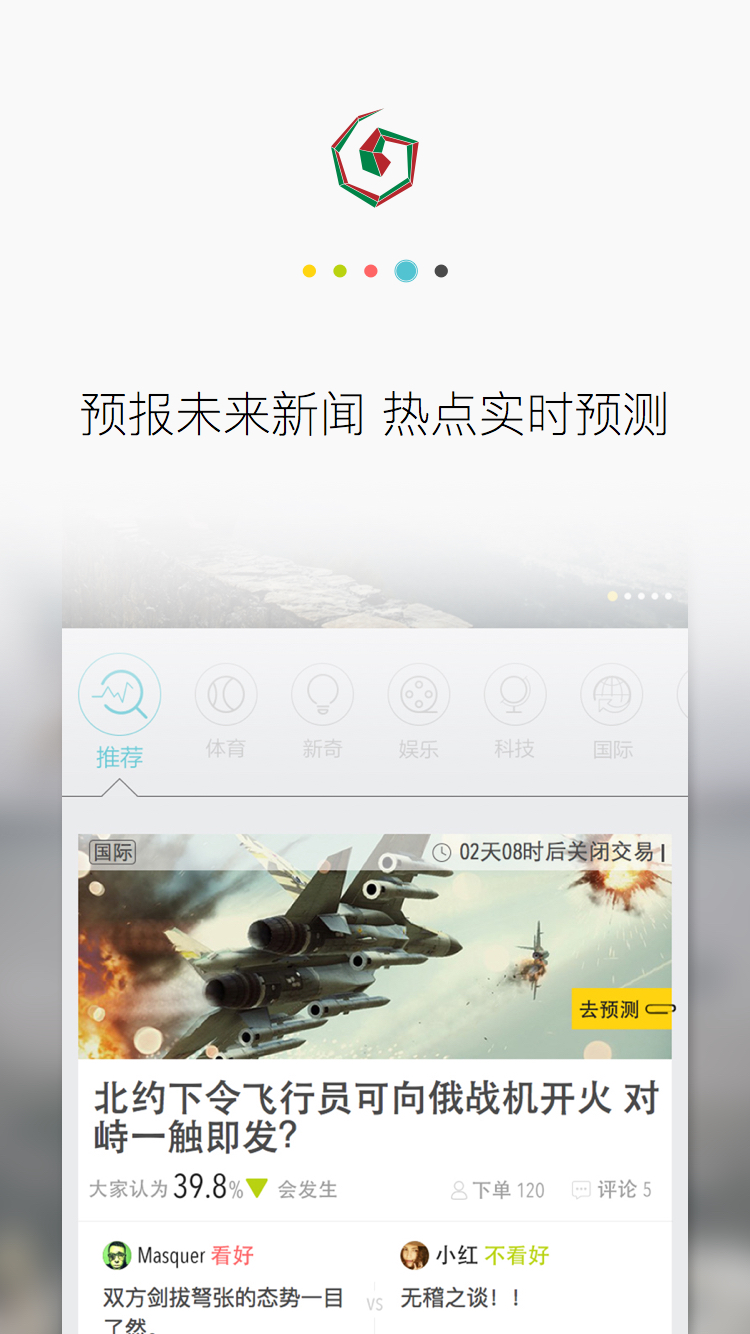 预报未来新闻 热点实时预测
推荐 体育 新奇 娱乐 科技 国际
国际 02天08时后关闭交易
去预测
北约下令飞行员可向俄战机开火 对
峙一触即发?
大家认为39.8% 会发生 下单 120 评论 5
Masquer 看好 小红 不看好
双方剑拔弩张的态势一目 vs 无稽之谈！！
了然。